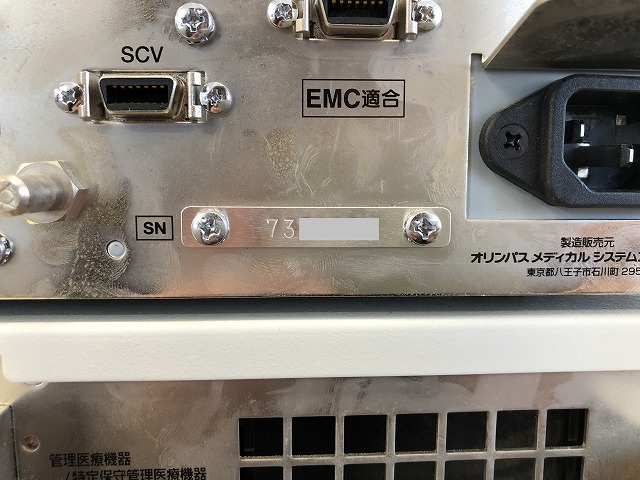 SCV
EMC適合
SN
73
製造販売元
オリンパス メディカル システム
東京都八王子市石川町 295
管理医療機器
/特定保守管理医療機器